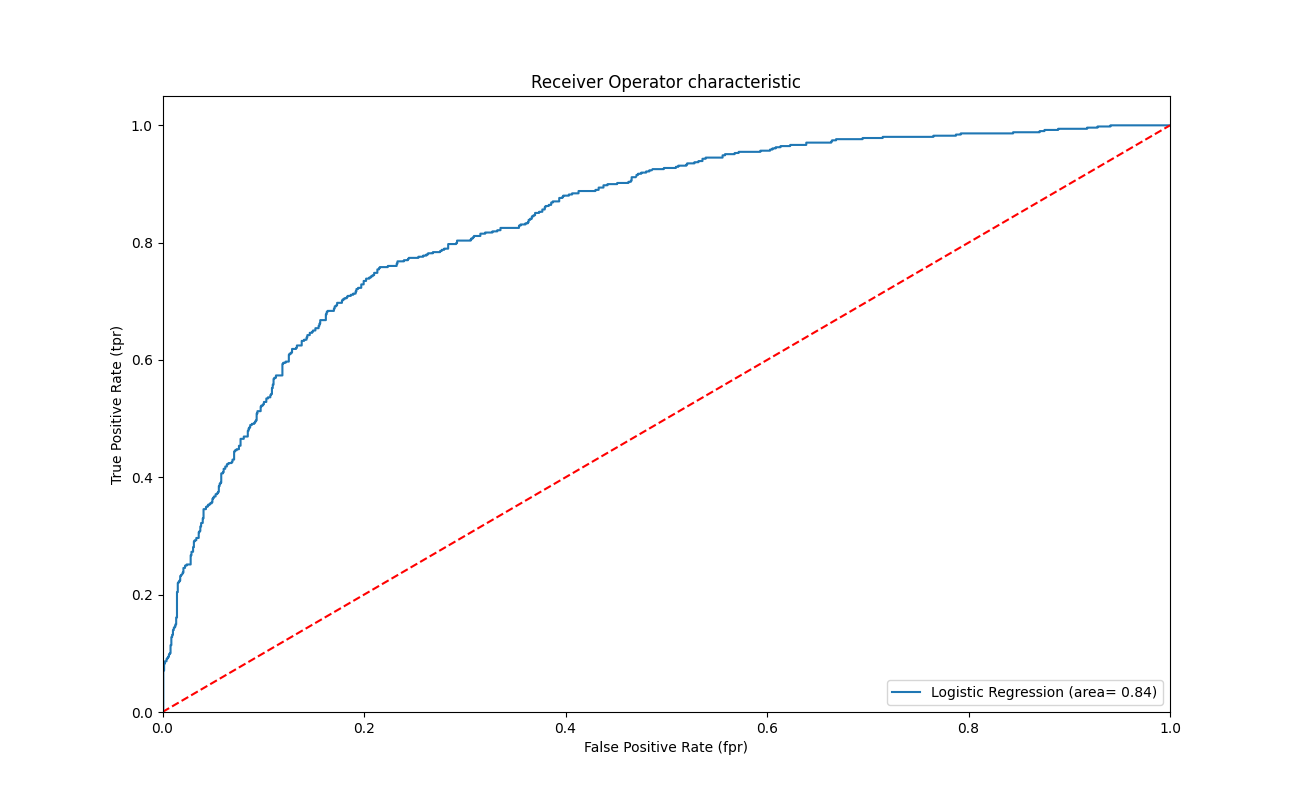 Receiver Operator characteristic
1.0
0.8
0.6
0.4
0.2
0.0
True Positive Rate (tpr)
Logistic Regression (area= 0.84)
0.0 0.2 0.4 0.6 0.8 1.0
False Positive Rate (fpr)